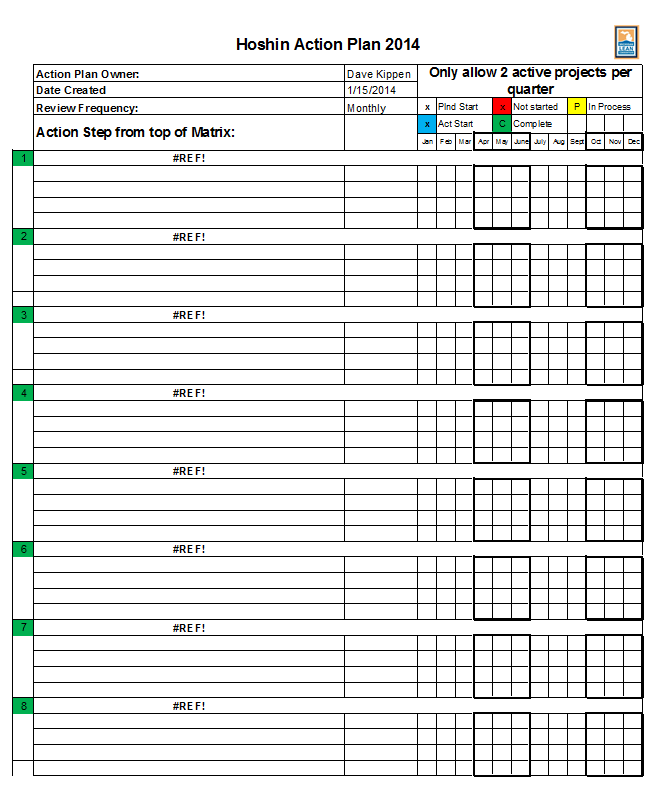 Hoshin Action Plan 2014
LEAN
Action Plan Owner: Dave Kippen Only allow 2 active projects per quarter
Date Created 1/15/2014
Review Frequency: Monthly x Plnd Start x Not started P In Process
Action Step from top of Matrix: x Act Start C Complete
Jan Feb Mar Apr May June July Aug Sept Oct Nov Dec
1 #REF!
2 #REF!
3 #REF!
4 #REF!
5 #REF!
6 #REF!
7 #REF!
8 #REF!